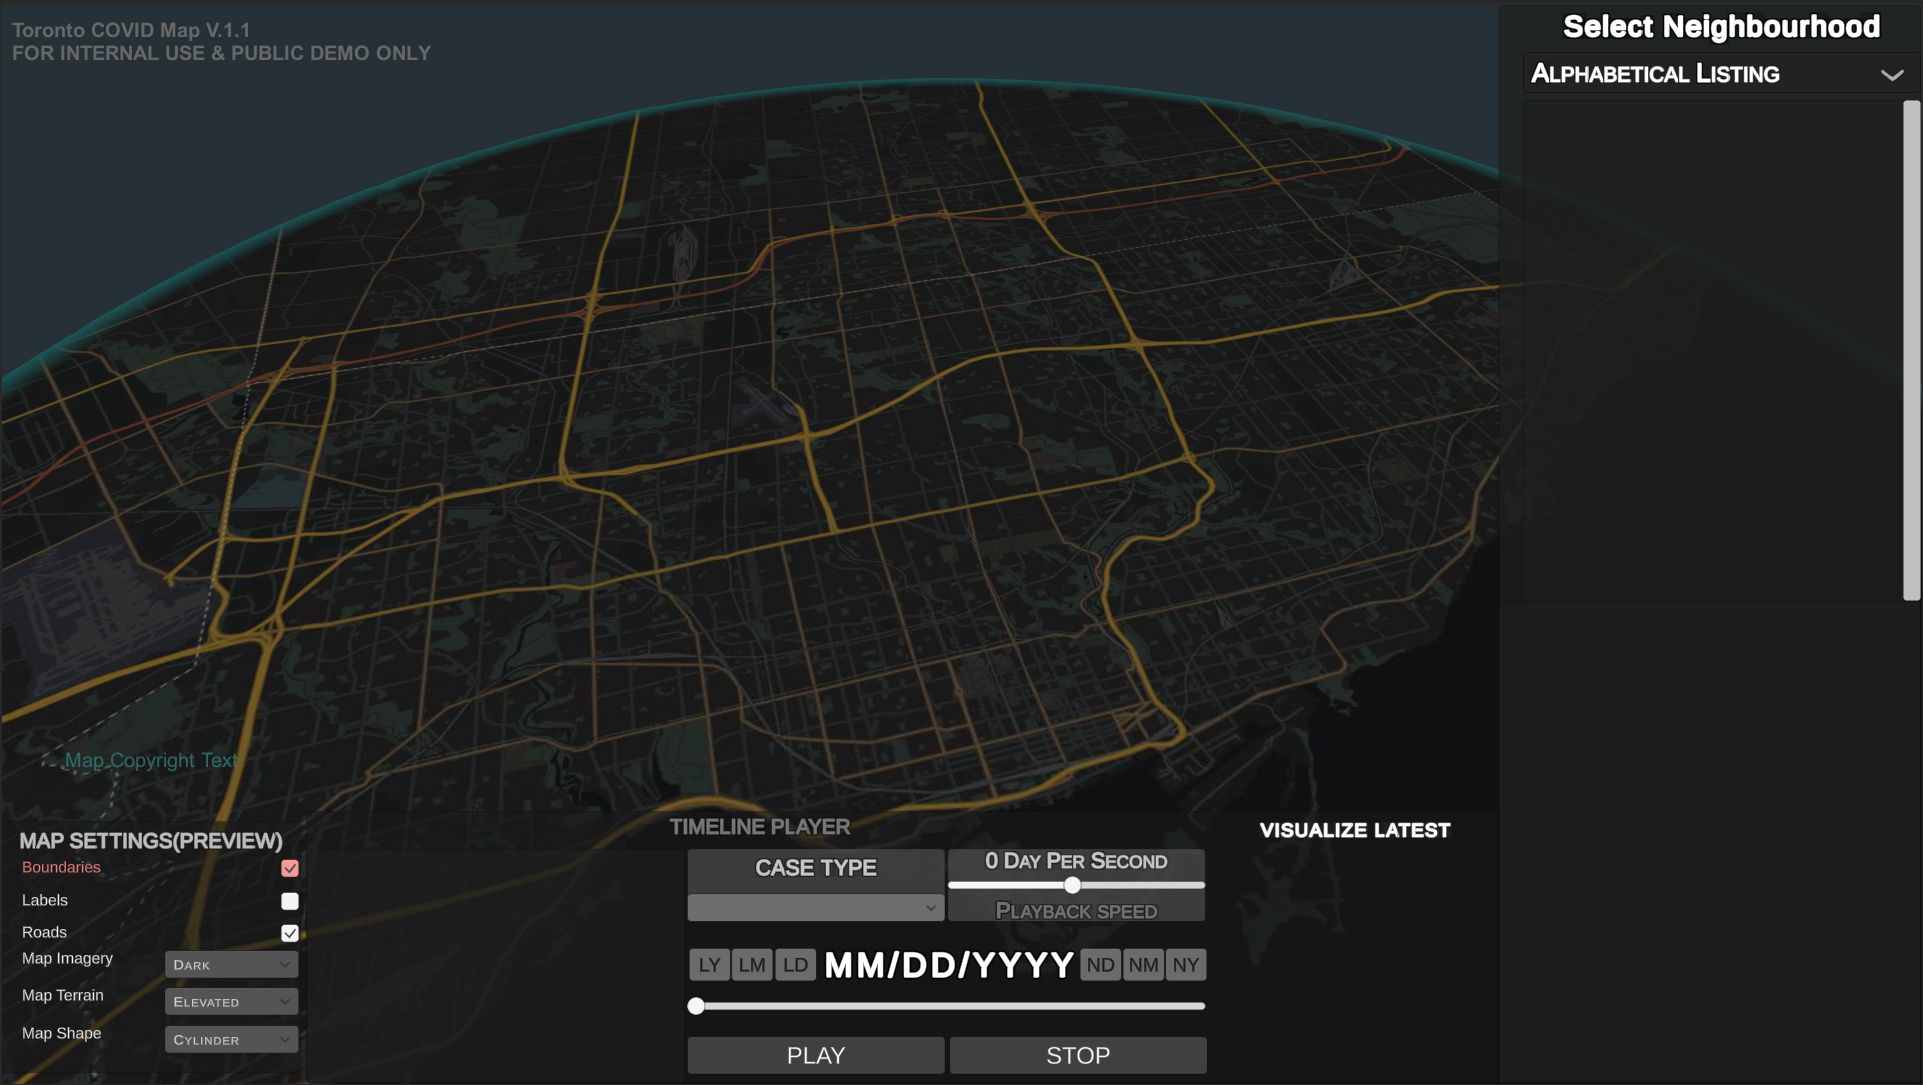 Toronto COVID Map V.1.1
FOR INTERNAL USE & PUBLIC DEMO ONLY
Select Neighbourhood
ALPHABETICAL LISTING
Map Copyright Text
MAP SETTINGS(PREVIEW)
Boundaries
Labels
Roads
Map Imagery
DARK
Map Terrain
ELEVATED
Map Shape
CYLINDER
TIMELINE PLAYER
CASE TYPE
0 DAY PER SECOND
PLAYBACK SPEED
LY LM LD MM/DD/YYYY ND NM NY
PLAY
STOP
VISUALIZE LATEST